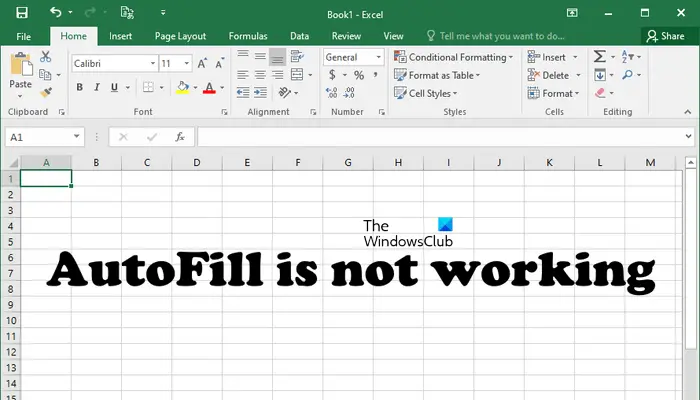 Book1 - Excel
File Home Insert Page Layout Formulas Data Review View Tell me what you want to do... Share
Paste
Clipboard
Calibri 11
B I U
A A
Font
Alignment
General
$ % ,
Number
Conditional Formatting
Format as Table
Cell Styles
Styles
Insert
Delete
Format
Cells
Editing
A1 fx
A B C D E F G H I J K L M
1
2
3
4
The
5
WindowsClub
6
7
AutoFill is not working
8
9
10
11
12
13
14
15